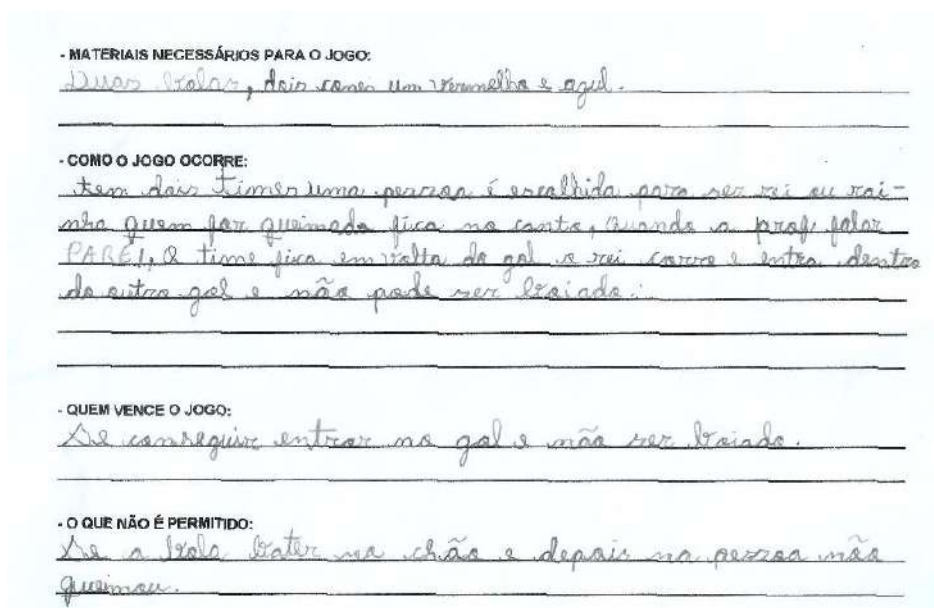 - MATERIAIS NECESSÁRIOS PARA O JOGO:
Duas bolas, dois cones um vermelho e azul.
- COMO O JOGO OCORRE:
tem dois times uma pessoa é escolhida para ser rei ou rai-
nha quem for queimado fica no canto, quando a prof. falar
PAREI, o time fica em volta do gol o rei corre e entra dentro
do outro gol e não pode ser boiado.
- QUEM VENCE O JOGO:
Se conseguir entrar no gol e não ser boiado.
- O QUE NÃO É PERMITIDO:
Se a bola bater no chão e depois na pessoa não
queimou.